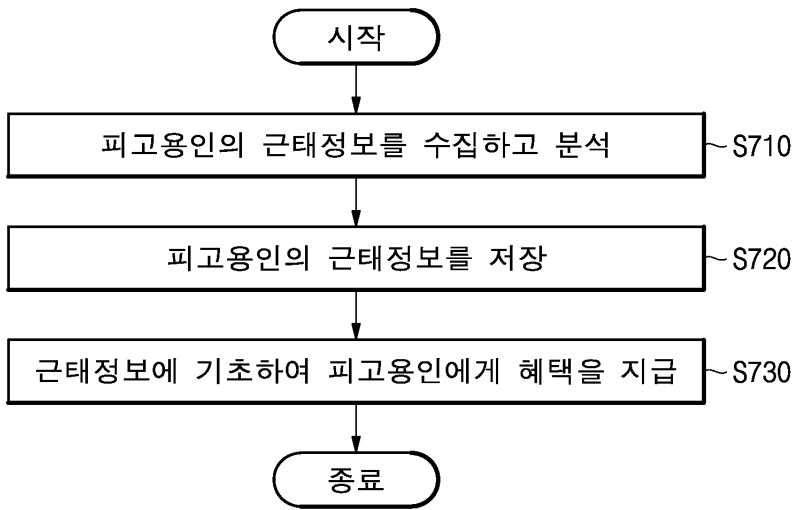 시작
피고용인의 근태정보를 수집하고 분석
S710
피고용인의 근태정보를 저장
S720
근태정보에 기초하여 피고용인에게 혜택을 지급
S730
종료